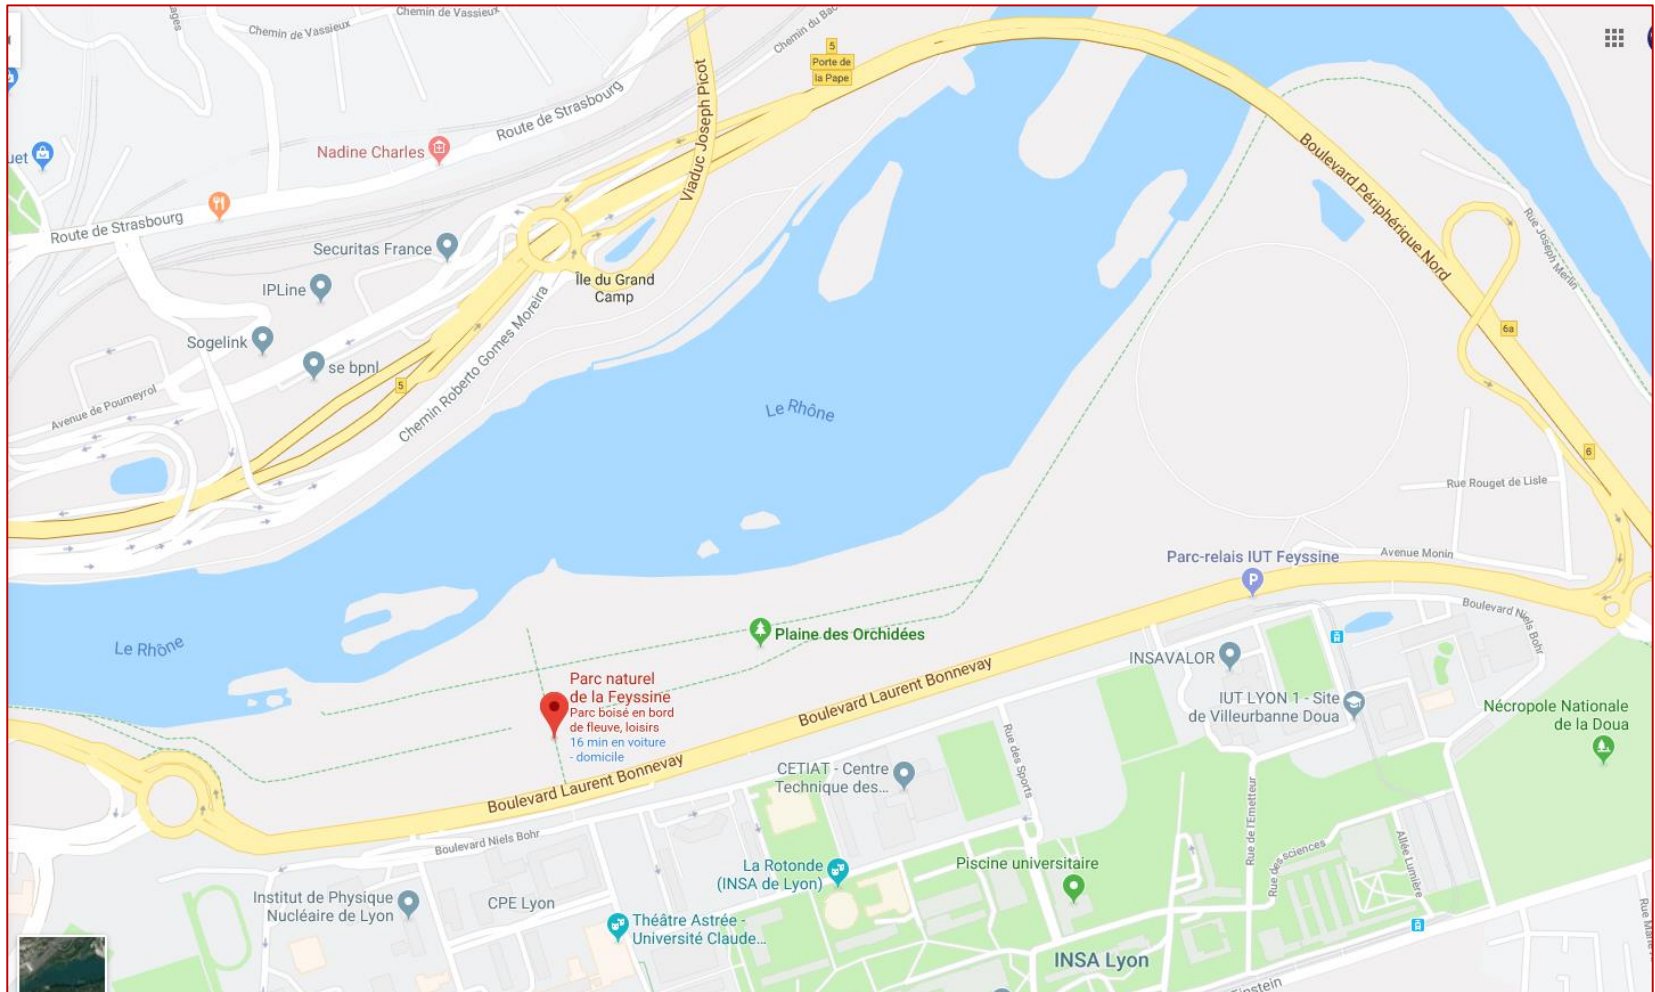 Chemin de Vassieux
Chemin de Vassieux
Chemin du Bac
5
Porte de
la Pape
Viaduc Joseph Picot
Route de Strasbourg
Nadine Charles
uet
Boulevard Périphérique Nord
Route de Strasbourg
Securitas France
Rue Joseph Merlin
IPLine
Île du Grand
Camp
Sogelink
6a
se bpnl
5
Chemin Roberto Gomes Moreira
Avenue de Poumeyrol
Le Rhône
6
Rue Rouget de Lisle
Parc-relais IUT Feyssine
Avenue Monin
P
Boulevard Niels Bohr
Plaine des Orchidées
Le Rhône
INSAVALOR
Parc naturel
de la Feyssine
Parc boisé en bord
de fleuve, loisirs
16 min en voiture
- domicile
Boulevard Laurent Bonnevay
IUT LYON 1 - Site
de Villeurbanne Doua
Nécropole Nationale
de la Doua
Boulevard Laurent Bonnevay
CETIAT - Centre
Technique des...
Rue des Sports
Rue de l'Emetteur
Boulevard Niels Bohr
La Rotonde
(INSA de Lyon)
Piscine universitaire
Rue des sciences
Allée Lumière
Institut de Physique
Nucléaire de Lyon
CPE Lyon
Théâtre Astrée -
Université Claude...
INSA Lyon
Einstein